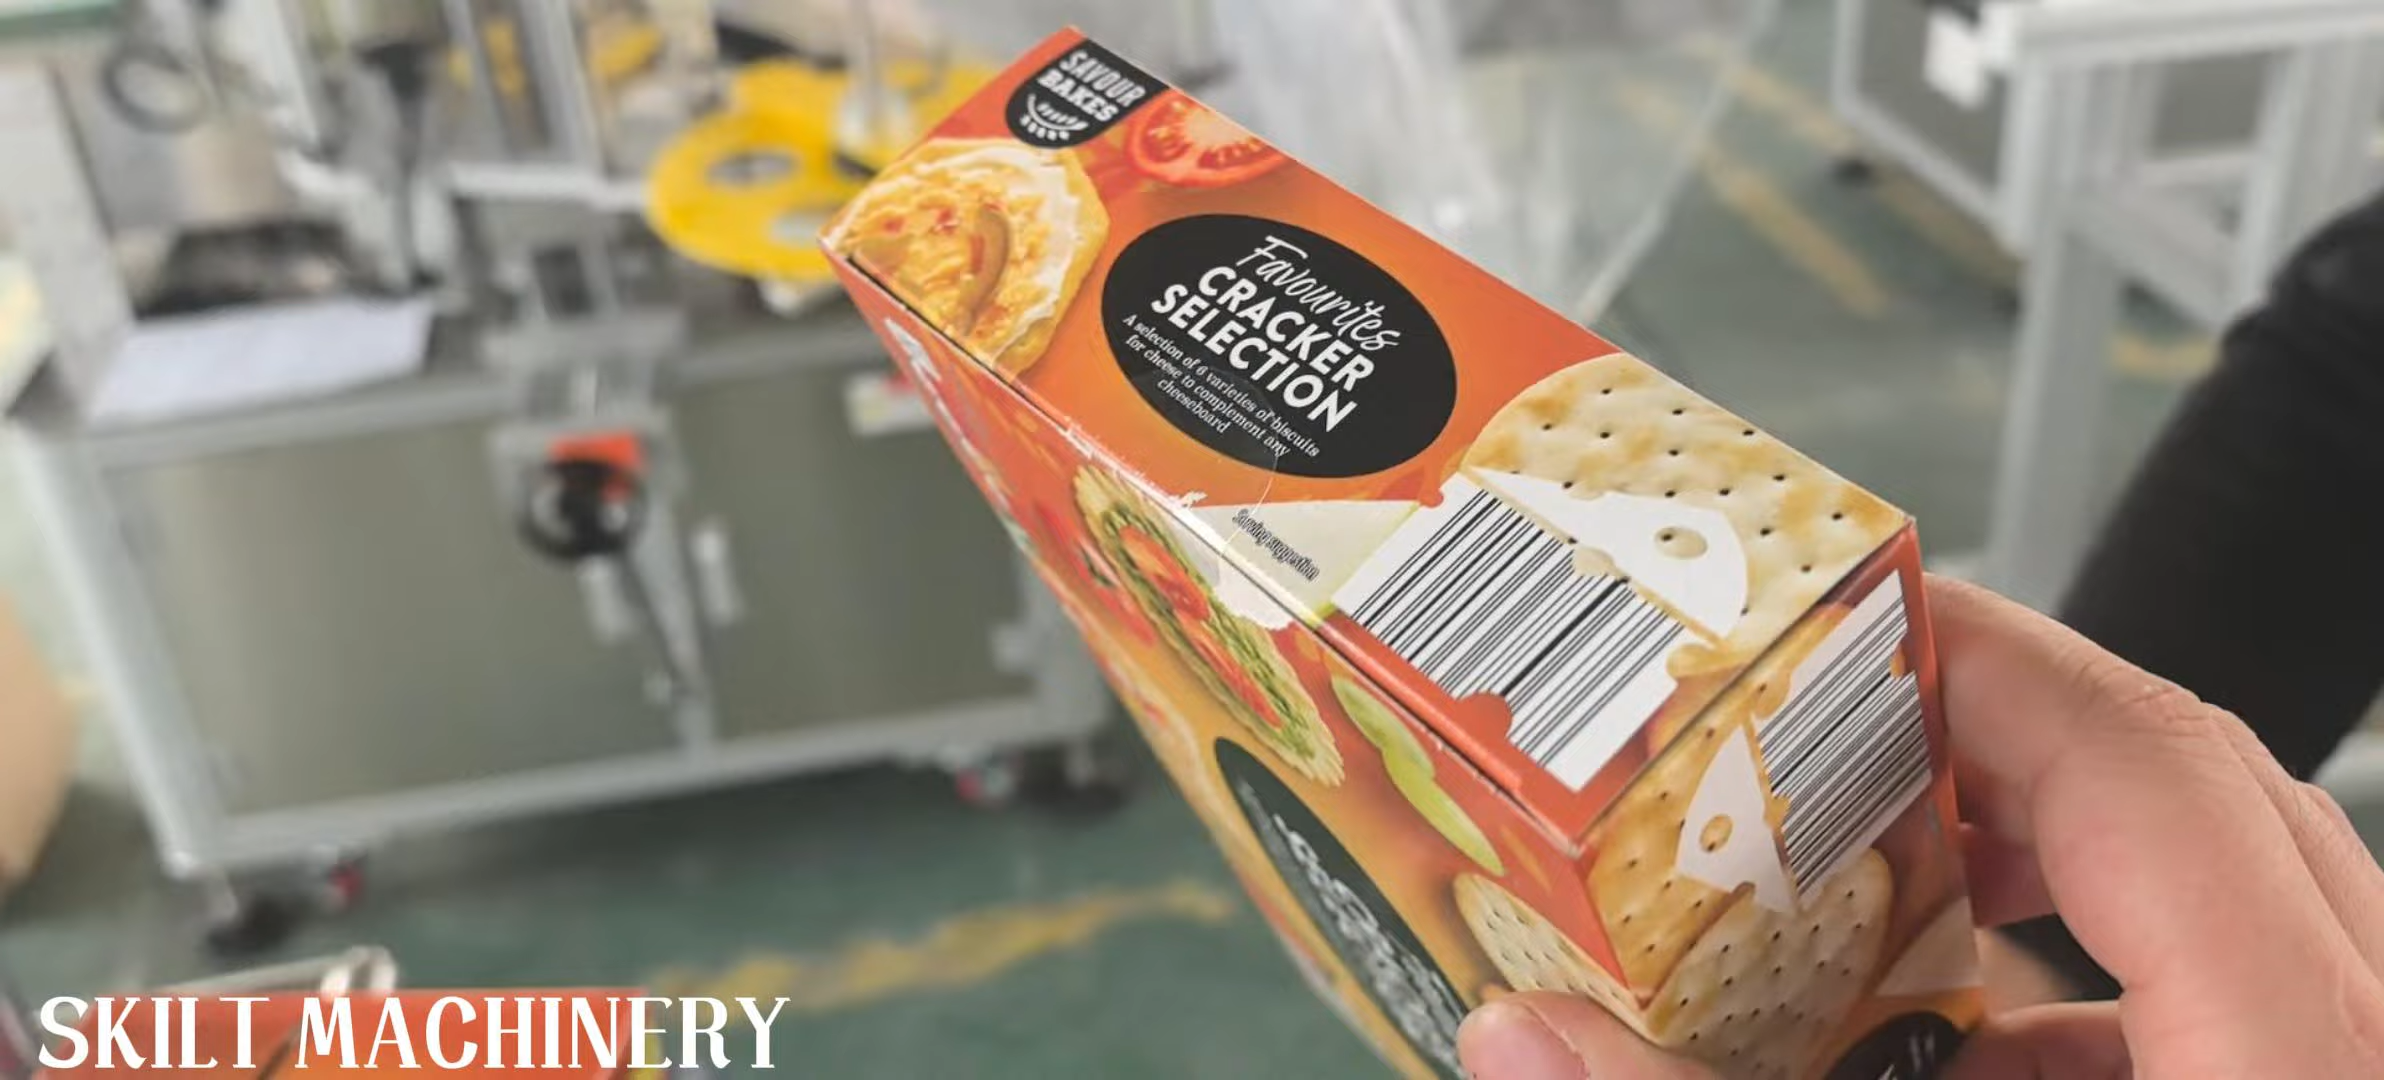 SAVOUR
BAKES
Favourites
CRACKER
SELECTION
A selection of 6 varieties of biscuits
for cheese to complement any
cheeseboard
Serving suggestion
SKILT MACHINERY